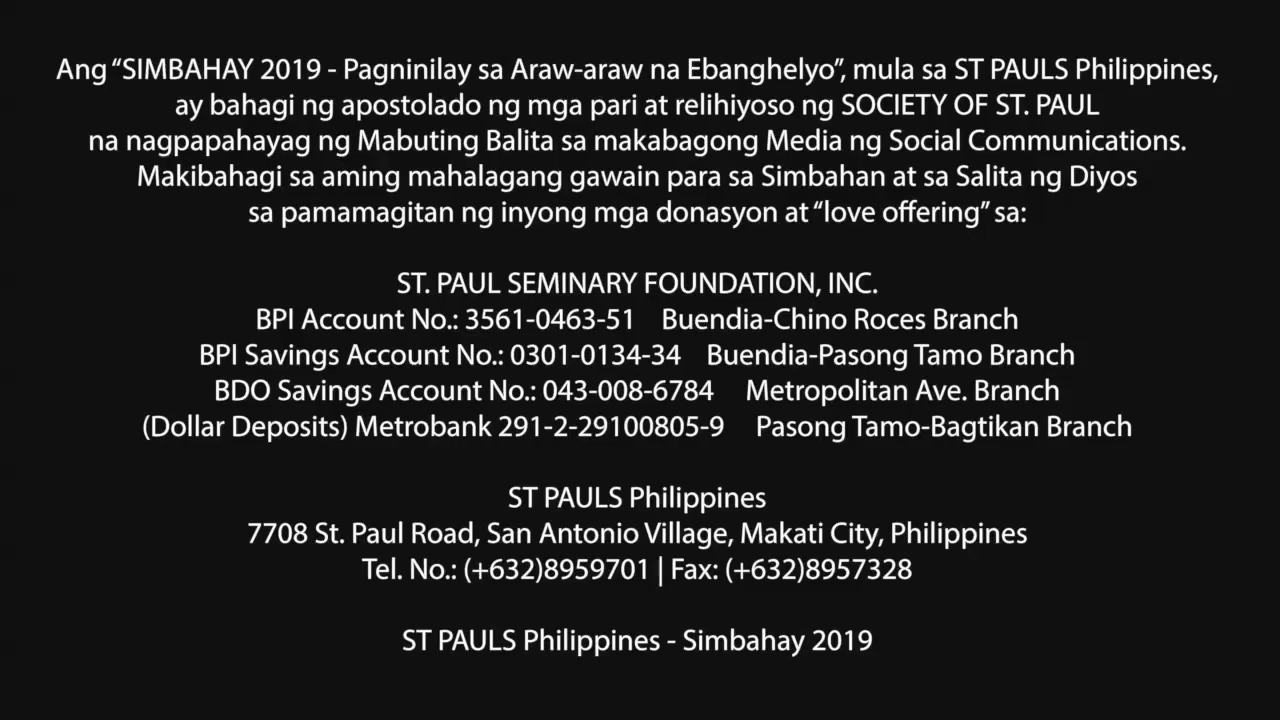 Ang “SIMBAHAY 2019 - Pagninilay sa Araw-araw na Ebanghelyo”, mula sa ST PAULS Philippines,
ay bahagi ng apostolado ng mga pari at relihiyoso ng SOCIETY OF ST. PAUL
na nagpapahayag ng Mabuting Balita sa makabagong Media ng Social Communications.
Makibahagi sa aming mahalagang gawain para sa Simbahan at sa Salita ng Diyos
sa pamamagitan ng inyong mga donasyon at “love offering” sa:
ST. PAUL SEMINARY FOUNDATION, INC.
BPI Account No.: 3561-0463-51 Buendia-Chino Roces Branch
BPI Savings Account No.: 0301-0134-34 Buendia-Pasong Tamo Branch
BDO Savings Account No.: 043-008-6784 Metropolitan Ave. Branch
(Dollar Deposits) Metrobank 291-2-29100805-9 Pasong Tamo-Bagtikan Branch
ST PAULS Philippines
7708 St. Paul Road, San Antonio Village, Makati City, Philippines
Tel. No.: (+632)8959701 | Fax: (+632)8957328
ST PAULS Philippines - Simbahay 2019